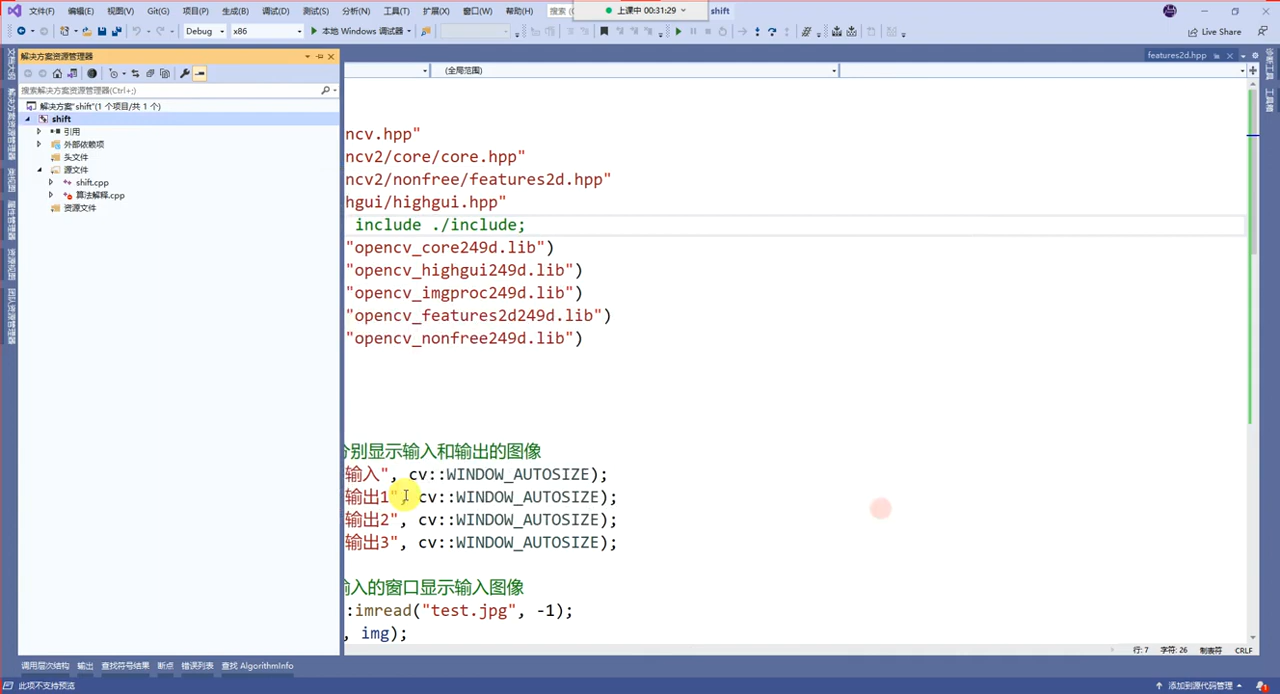 文件(F) 编辑(E) 视图(V) Git(G) 项目(P) 生成(B) 调试(D) 测试(S) 分析(N) 工具(T) 扩展(X) 窗口(W) 帮助(H) 搜索 上课中 00:31:29 shift
Debug x86 本地 Windows 调试器 Live Share
解决方案资源管理器
features2d.hpp
(全局范围)
搜索解决方案资源管理器(Ctrl+;)
解决方案"shift"(1 个项目/共 1 个)
shift
引用
外部依赖项
头文件
源文件
shift.cpp
算法解释.cpp
资源文件
ncv.hpp"
ncv2/core/core.hpp"
ncv2/nonfree/features2d.hpp"
hgui/highgui.hpp"
include ./include;
"opencv_core249d.lib")
"opencv_highgui249d.lib")
"opencv_imgproc249d.lib")
"opencv_features2d249d.lib")
"opencv_nonfree249d.lib")
分别显示输入和输出的图像
输入", cv::WINDOW_AUTOSIZE);
输出1", cv::WINDOW_AUTOSIZE);
输出2", cv::WINDOW_AUTOSIZE);
输出3", cv::WINDOW_AUTOSIZE);
输入的窗口显示输入图像
:imread("test.jpg", -1);
, img);
行: 7 字符: 26 制表符 CRLF
调用层次结构 输出 查找符号结果 断点 错误列表 查找 AlgorithmInfo
此项不支持预览
添加到源代码管理
诊断工具
工具箱